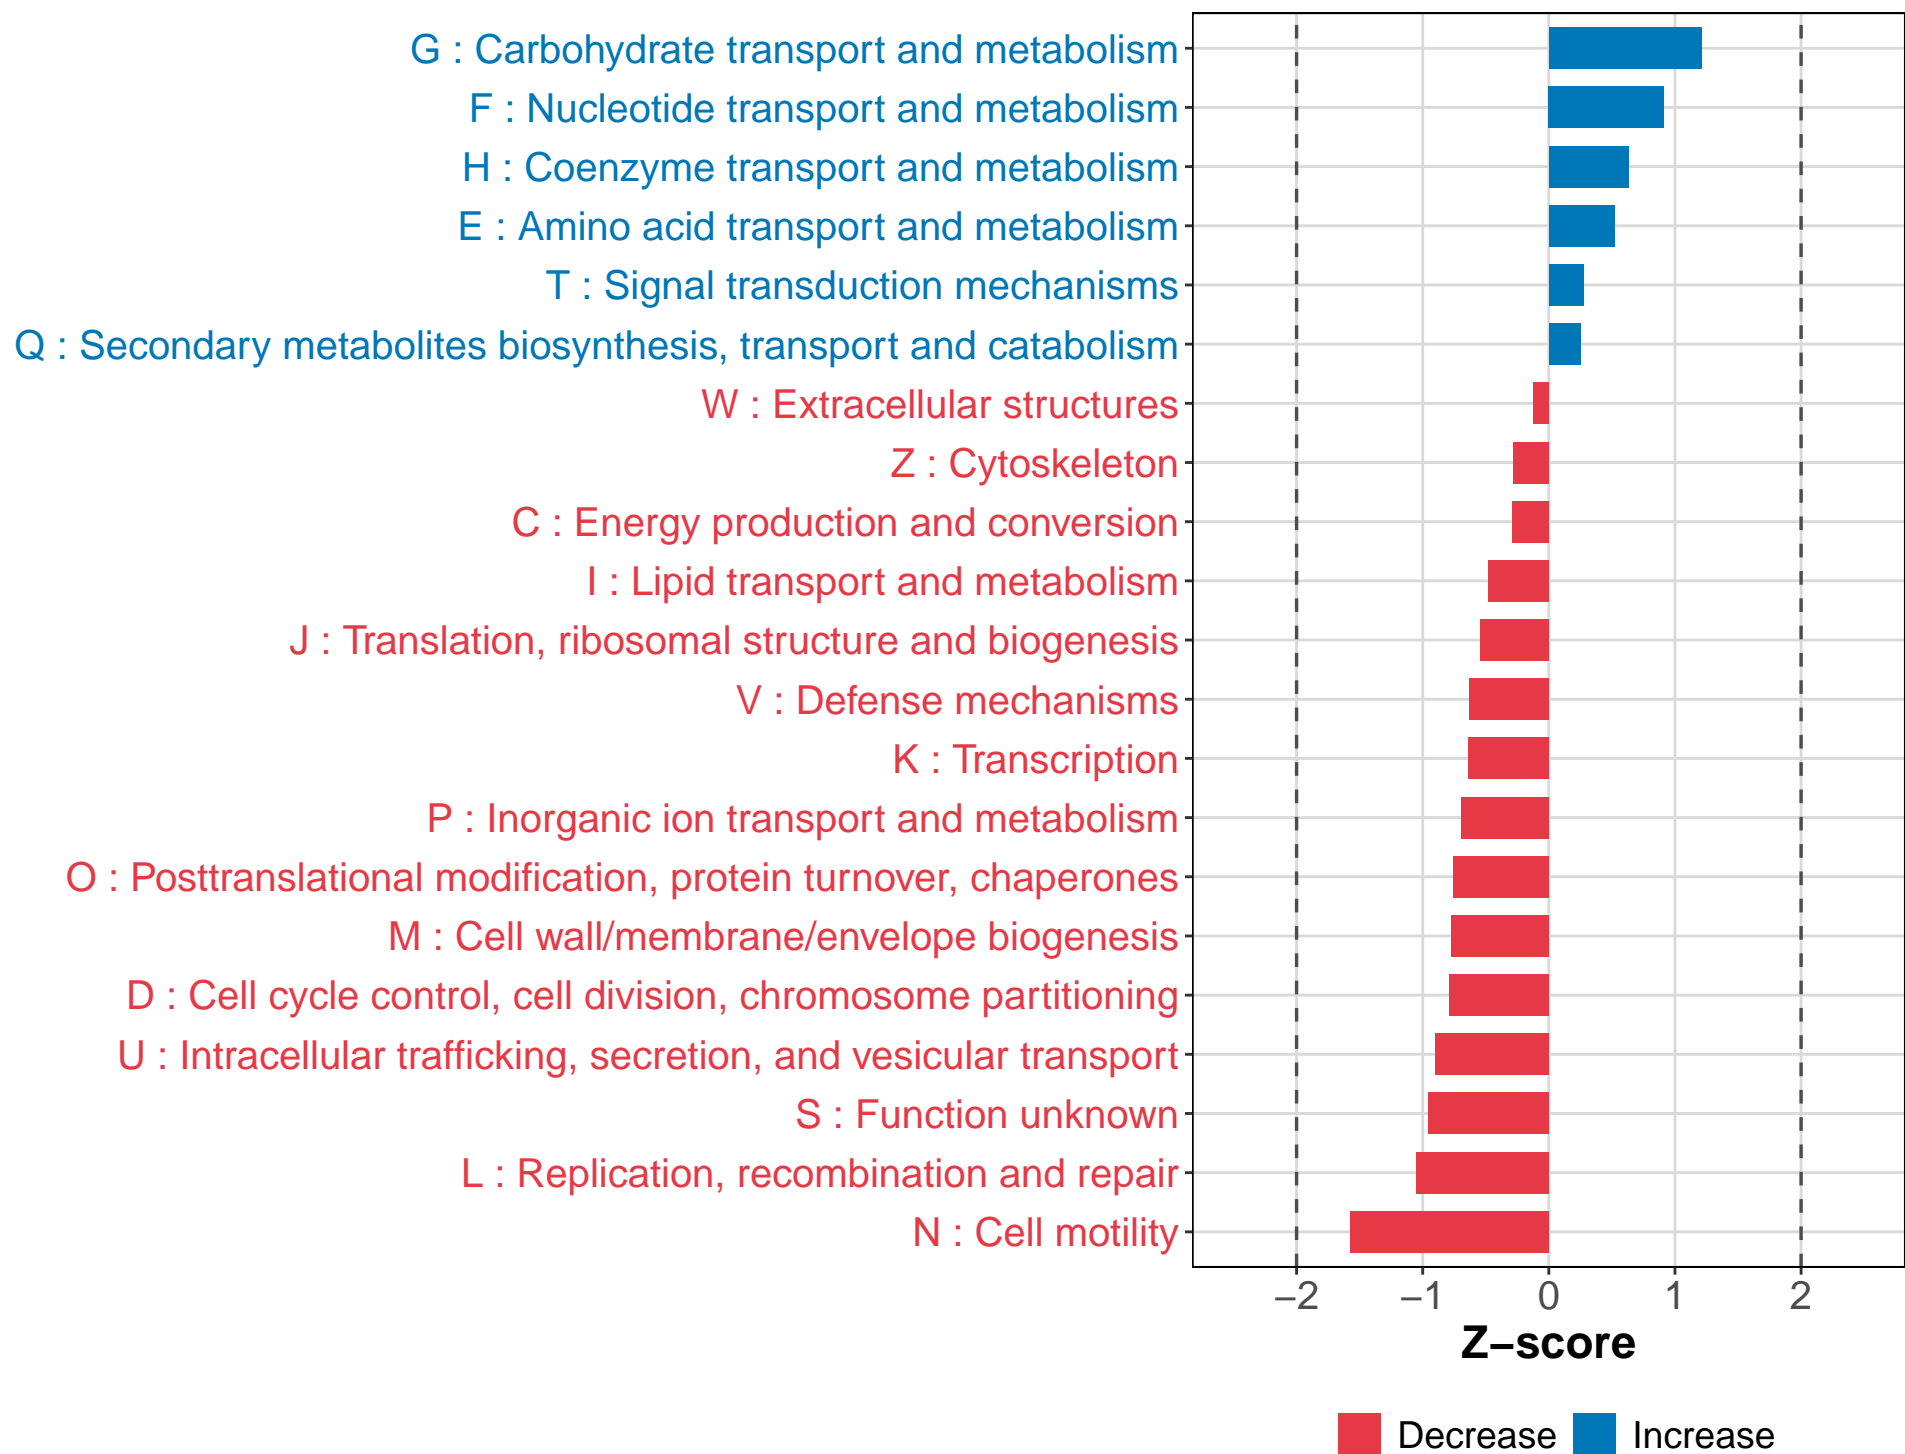 G : Carbohydrate transport and metabolism
F : Nucleotide transport and metabolism
H : Coenzyme transport and metabolism
E : Amino acid transport and metabolism
T : Signal transduction mechanisms
Q : Secondary metabolites biosynthesis, transport and catabolism
W : Extracellular structures
Z : Cytoskeleton
C : Energy production and conversion
I : Lipid transport and metabolism
J : Translation, ribosomal structure and biogenesis
V : Defense mechanisms
K : Transcription
P : Inorganic ion transport and metabolism
O : Posttranslational modification, protein turnover, chaperones
M : Cell wall/membrane/envelope biogenesis
D : Cell cycle control, cell division, chromosome partitioning
U : Intracellular trafficking, secretion, and vesicular transport
S : Function unknown
L : Replication, recombination and repair
N : Cell motility
−2 −1 0 1 2
Z−score
Decrease Increase